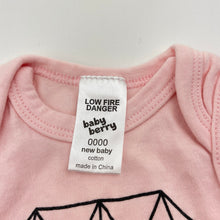 LOW FIRE
DANGER
baby
berry
0000
new baby
cotton
made in China